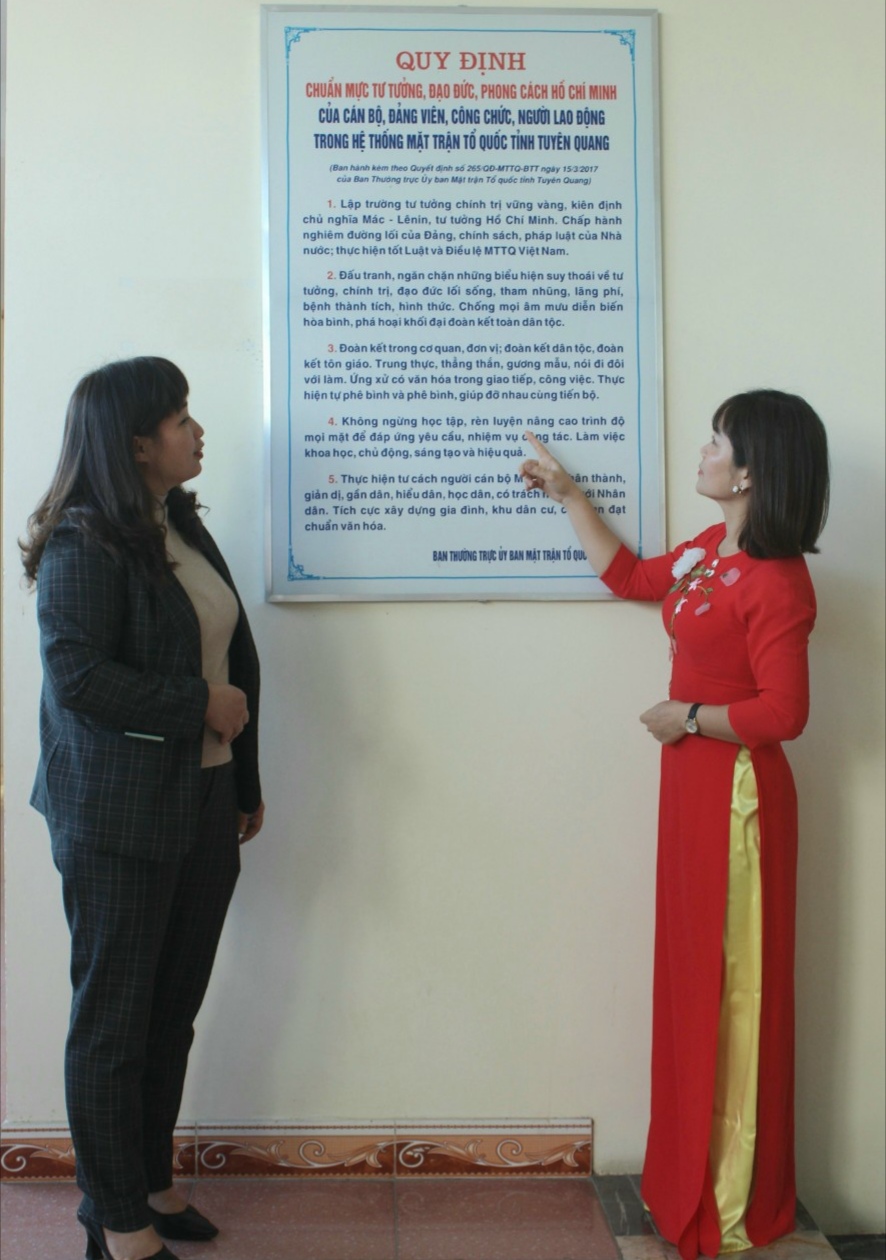 QUY ĐỊNH
CHUẨN MỰC TƯ TƯỞNG, ĐẠO ĐỨC, PHONG CÁCH HỒ CHÍ MINH
CỦA CÁN BỘ, ĐẢNG VIÊN, CÔNG CHỨC, NGƯỜI LAO ĐỘNG
TRONG HỆ THỐNG MẶT TRẬN TỔ QUỐC TỈNH TUYÊN QUANG
(Ban hành kèm theo Quyết định số 265/QĐ-MTTQ-BTT ngày 15/3/2017
của Ban Thường trực Ủy ban Mặt trận Tổ quốc tỉnh Tuyên Quang)
1. Lập trường tư tưởng chính trị vững vàng, kiên định
chủ nghĩa Mác - Lênin, tư tưởng Hồ Chí Minh. Chấp hành
nghiêm đường lối của Đảng, chính sách, pháp luật của Nhà
nước; thực hiện tốt Luật và Điều lệ MTTQ Việt Nam.
2. Đấu tranh, ngăn chặn những biểu hiện suy thoái về tư
tưởng, chính trị, đạo đức lối sống, tham nhũng, lãng phí,
bệnh thành tích, hình thức. Chống mọi âm mưu diễn biến
hòa bình, phá hoại khối đại đoàn kết toàn dân tộc.
3. Đoàn kết trong cơ quan, đơn vị; đoàn kết dân tộc, đoàn
kết tôn giáo. Trung thực, thẳng thắn, gương mẫu, nói đi đôi
với làm. Ứng xử có văn hóa trong giao tiếp, công việc. Thực
hiện tự phê bình và phê bình, giúp đỡ nhau cùng tiến bộ.
4. Không ngừng học tập, rèn luyện nâng cao trình độ
mọi mặt để đáp ứng yêu cầu, nhiệm vụ công tác. Làm việc
khoa học, chủ động, sáng tạo và hiệu quả.
5. Thực hiện tư cách người cán bộ thành,
giản dị, gần dân, hiểu dân, học dân, có trách Nhân
dân. Tích cực xây dựng gia đình, khu dân cư, đạt
chuẩn văn hóa.
BAN THƯỜNG TRỰC ỦY BAN MẶT TRẬN TỔ